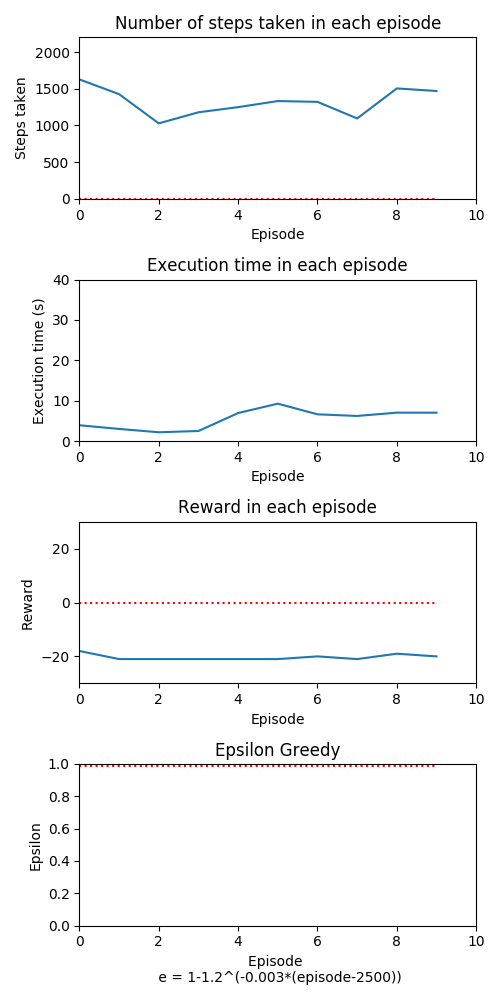 Number of steps taken in each episode
2000
1500
1000
500
0
Steps taken
0 2 4 6 8 10
Episode
Execution time in each episode
40
30
20
10
0
Execution time (s)
0 2 4 6 8 10
Episode
Reward in each episode
20
0
−20
Reward
0 2 4 6 8 10
Episode
Epsilon Greedy
1.0
0.8
0.6
0.4
0.2
0.0
Epsilon
0 2 4 6 8 10
Episode
e = 1-1.2^(-0.003*(episode-2500))